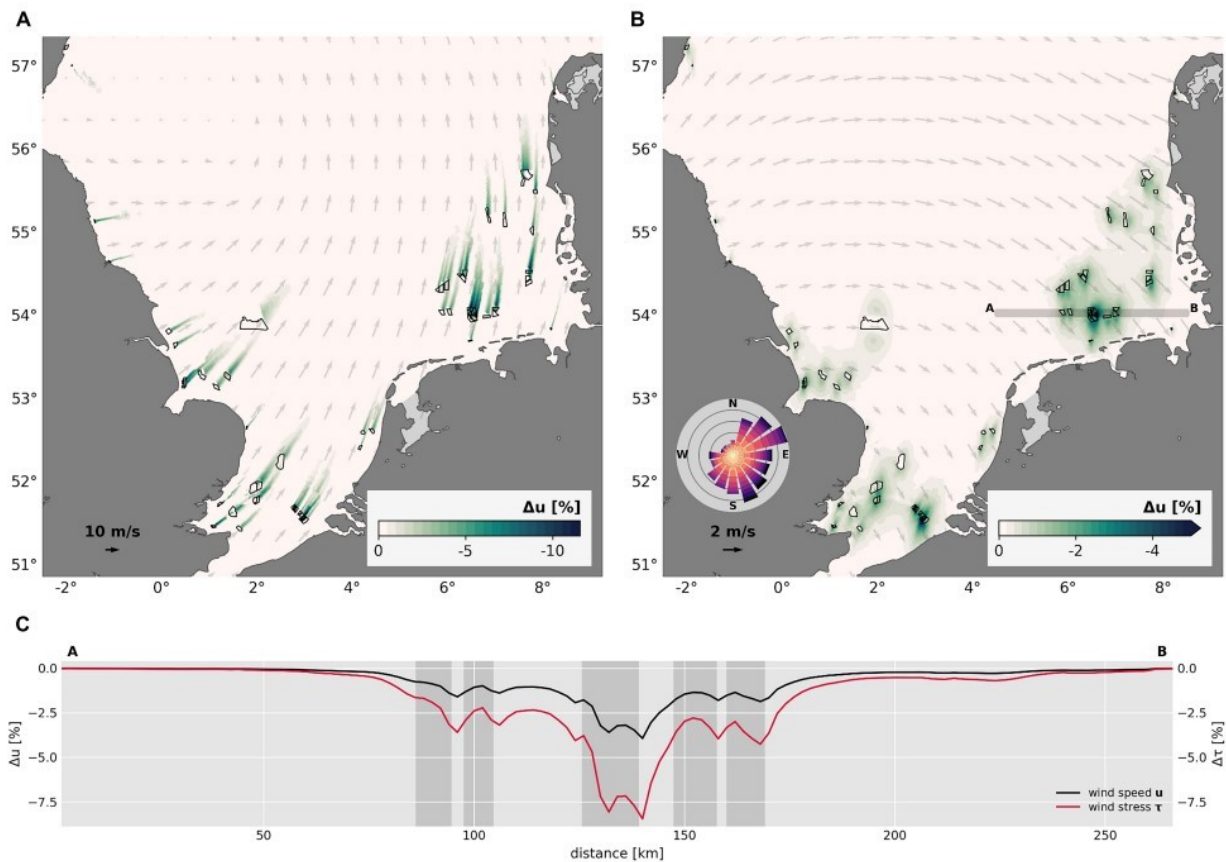 A
B
57°
56°
55°
54°
53°
52°
51°
-2°
0°
2°
4°
6°
8°
10 m/s
Δu [%]
0
-5
-10
57°
56°
55°
54°
53°
52°
51°
-2°
0°
2°
4°
6°
8°
A
B
N
W
E
S
2 m/s
Δu [%]
0
-2
-4
C
A
B
0.0
−2.5
−5.0
−7.5
Δu [%]
0.0
−2.5
−5.0
−7.5
Δτ [%]
wind speed u
wind stress τ
50
100
150
200
250
distance [km]